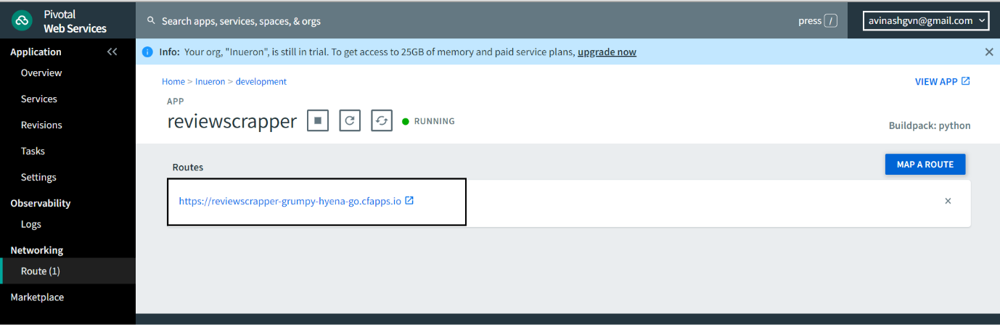 Pivotal
Web Services
Search apps, services, spaces, & orgs
press /
avinashgvn@gmail.com
Application
Overview
Services
Revisions
Tasks
Settings
Observability
Logs
Networking
Route (1)
Marketplace
Info: Your org, "Inueron", is still in trial. To get access to 25GB of memory and paid service plans, upgrade now
Home > Inueron > development
VIEW APP
APP
reviewscrapper
RUNNING
Buildpack: python
Routes
MAP A ROUTE
https://reviewscrapper-grumpy-hyena-go.cfapps.io